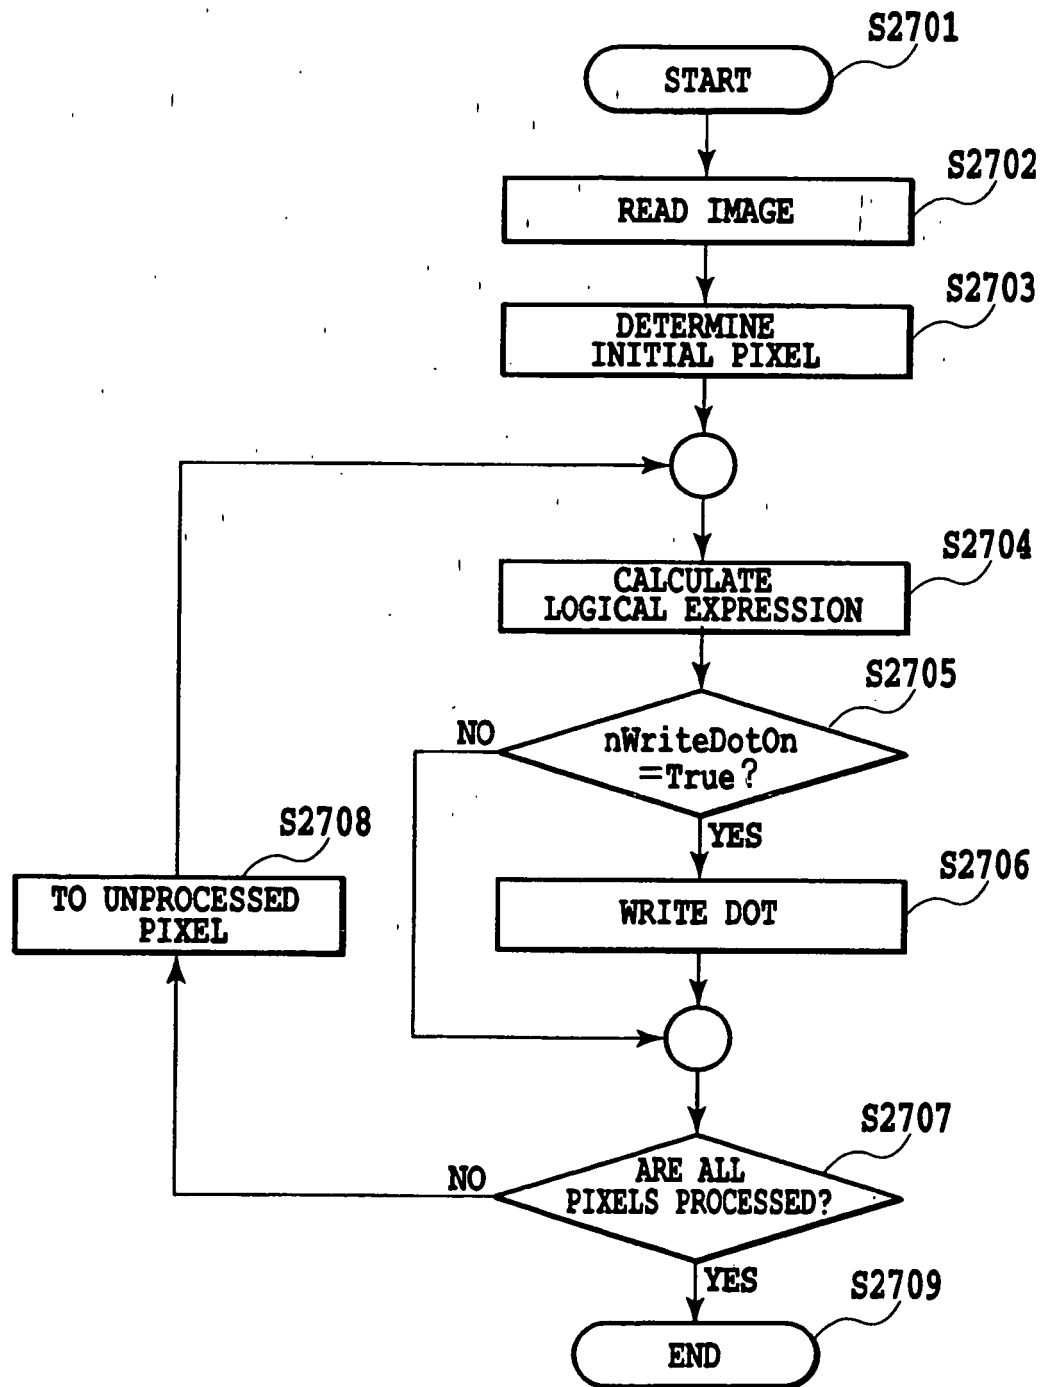 S2701
START
S2702
READ IMAGE
S2703
DETERMINE
INITIAL PIXEL
S2704
CALCULATE
LOGICAL EXPRESSION
S2705
NO
nWriteDotOn
=True?
YES
S2708
TO UNPROCESSED
PIXEL
S2706
WRITE DOT
S2707
NO
ARE ALL
PIXELS PROCESSED?
YES
S2709
END